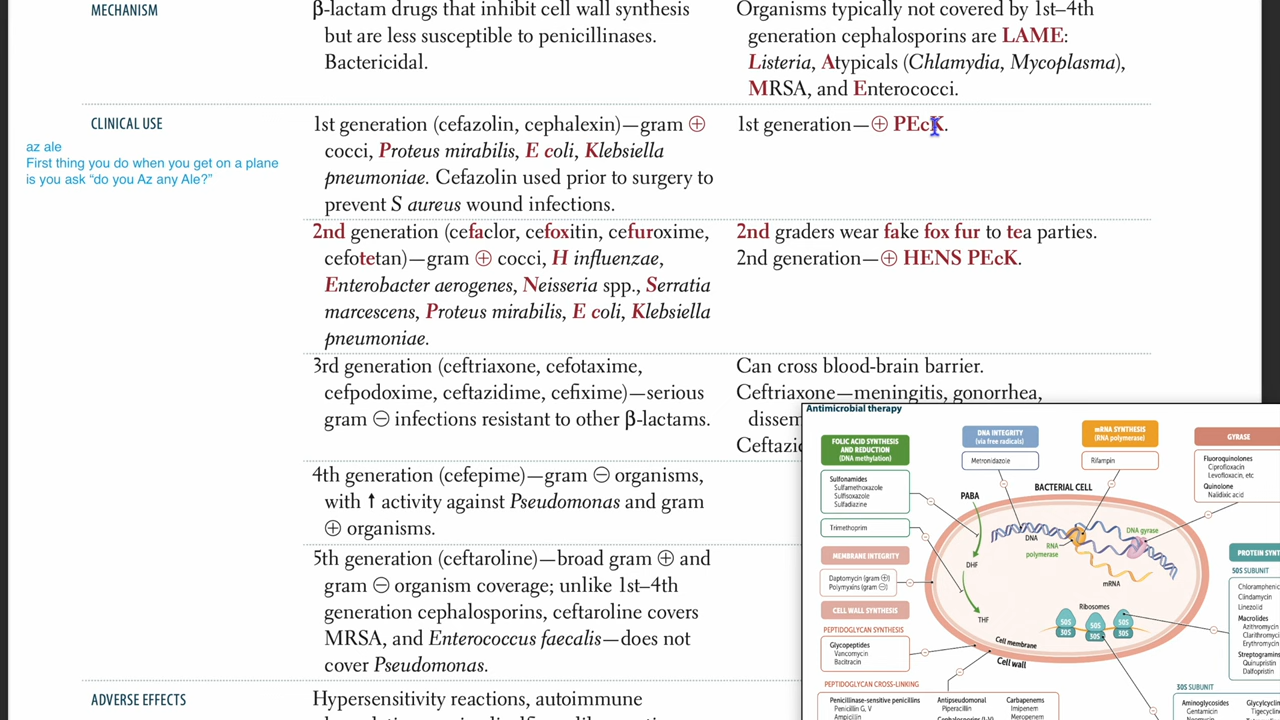 MECHANISM
β-lactam drugs that inhibit cell wall synthesis
but are less susceptible to penicillinases.
Bactericidal.
Organisms typically not covered by 1st–4th
generation cephalosporins are LAME:
Listeria, Atypicals (Chlamydia, Mycoplasma),
MRSA, and Enterococci.
CLINICAL USE
az ale
First thing you do when you get on a plane
is you ask “do you Az any Ale?”
1st generation (cefazolin, cephalexin)—gram ⊕
cocci, Proteus mirabilis, E coli, Klebsiella
pneumoniae. Cefazolin used prior to surgery to
prevent S aureus wound infections.
1st generation—⊕ PEcK.
2nd generation (cefaclor, cefoxitin, cefuroxime,
cefotetan)—gram ⊕ cocci, H influenzae,
Enterobacter aerogenes, Neisseria spp., Serratia
marcescens, Proteus mirabilis, E coli, Klebsiella
pneumoniae.
2nd graders wear fake fox fur to tea parties.
2nd generation—⊕ HENS PEcK.
3rd generation (ceftriaxone, cefotaxime,
cefpodoxime, ceftazidime, cefixime)—serious
gram ⊖ infections resistant to other β-lactams.
Can cross blood-brain barrier.
Ceftriaxone—meningitis, gonorrhea,
dissem
Ceftazi
4th generation (cefepime)—gram ⊖ organisms,
with ↑ activity against Pseudomonas and gram
⊕ organisms.
5th generation (ceftaroline)—broad gram ⊕ and
gram ⊖ organism coverage; unlike 1st–4th
generation cephalosporins, ceftaroline covers
MRSA, and Enterococcus faecalis—does not
cover Pseudomonas.
ADVERSE EFFECTS
Hypersensitivity reactions, autoimmune
Antimicrobial therapy
FOLIC ACID SYNTHESIS
AND REDUCTION
(DNA methylation)
Sulfonamides
Sulfamethoxazole
Sulfisoxazole
Sulfadiazine
Trimethoprim
MEMBRANE INTEGRITY
Daptomycin (gram ⊕)
Polymyxins (gram ⊖)
CELL WALL SYNTHESIS
PEPTIDOGLYCAN SYNTHESIS
Glycopeptides
Vancomycin
Bacitracin
PEPTIDOGLYCAN CROSS-LINKING
Penicillinase-sensitive penicillins
Penicillin G, V
Ampicillin
Antipseudomonal
Piperacillin
Cephalosporins (I-V)
Carbapenems
Imipenem
Meropenem
DNA INTEGRITY
(via free radicals)
Metronidazole
mRNA SYNTHESIS
(RNA polymerase)
Rifampin
GYRASE
Fluoroquinolones
Ciprofloxacin
Levofloxacin, etc
Quinolone
Nalidixic acid
BACTERIAL CELL
PABA
DHF
THF
DNA
RNA
polymerase
DNA gyrase
mRNA
Ribosomes
50S
50S
50S
30S
30S
30S
Cell membrane
Cell wall
PROTEIN SYNT
50S SUBUNIT
Chloramphenic
Clindamycin
Linezolid
Macrolides
Azithromycin
Clarithromyci
Erythromycin
Streptogramins
Quinupristin
Dalfopristin
30S SUBUNIT
Aminoglycosides
Gentamicin
Glycylcycl
Tigecyclin